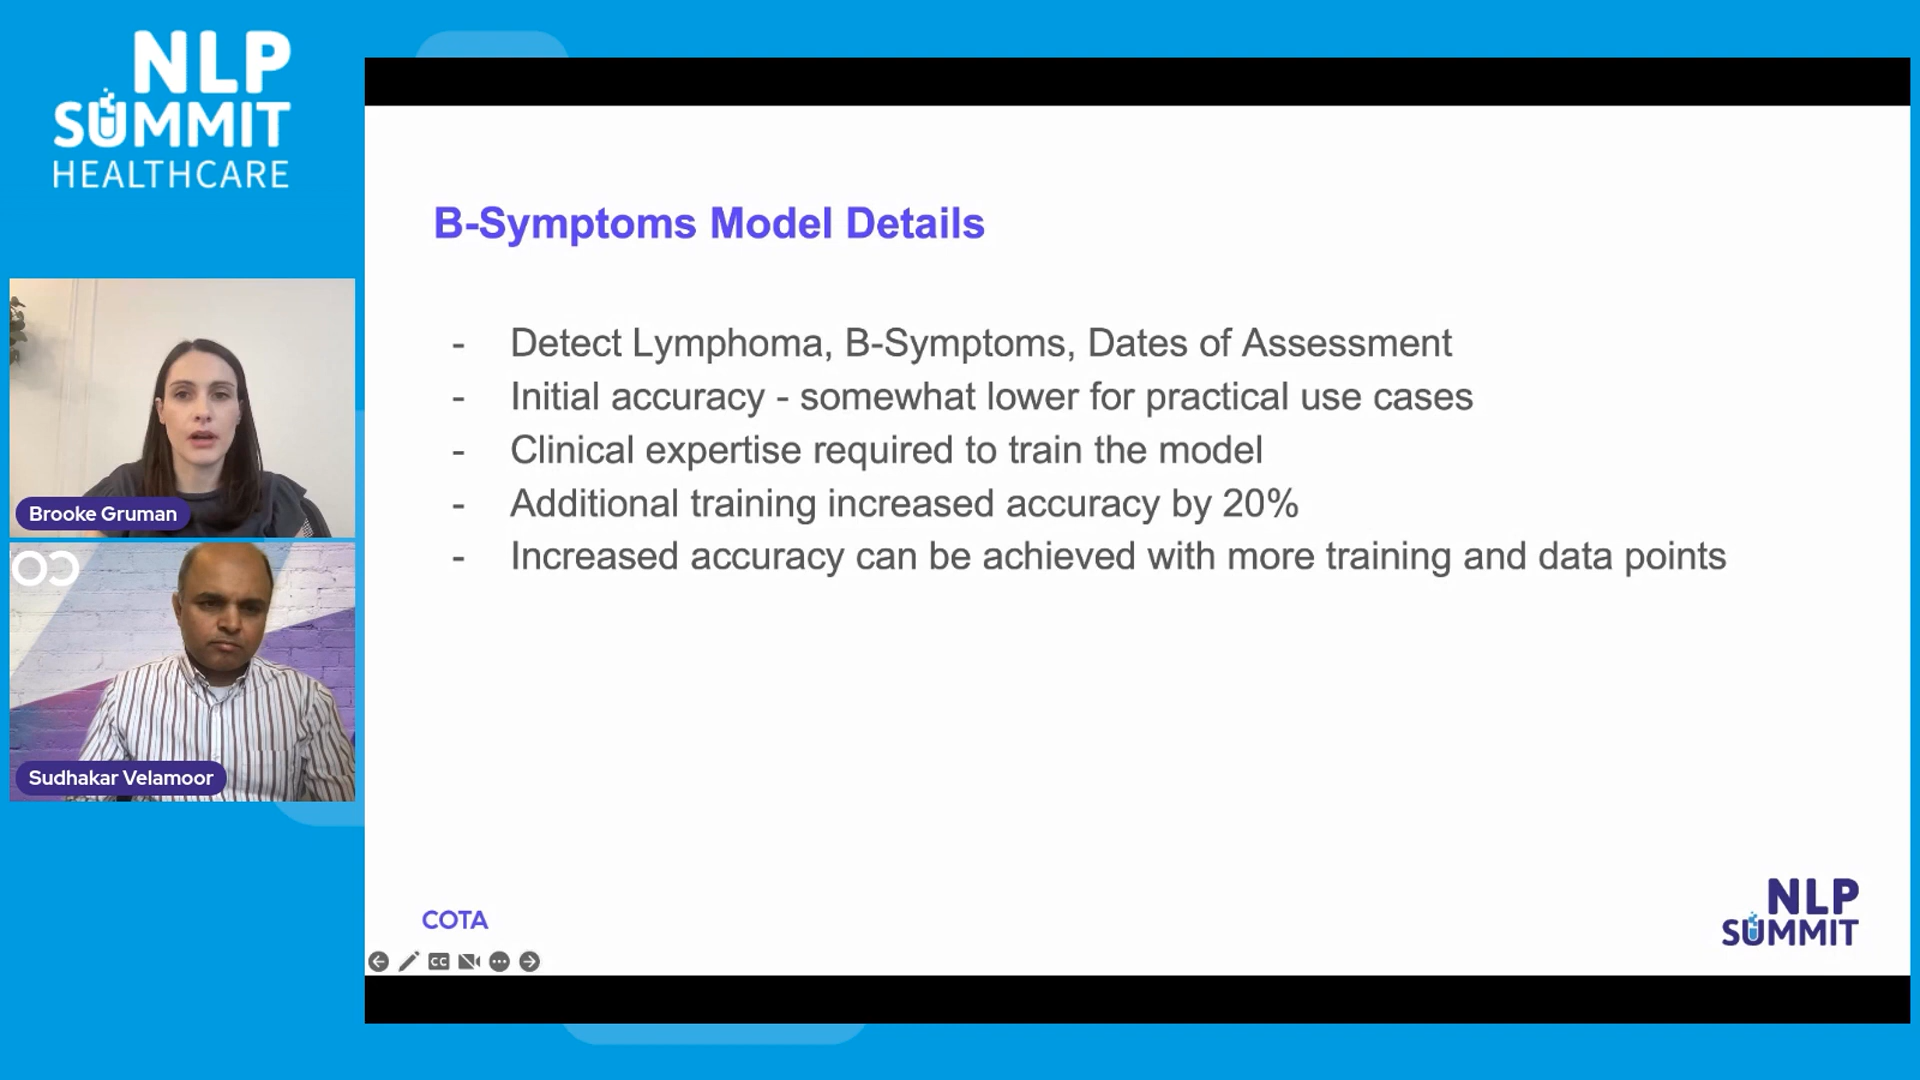 NLP
SUMMIT
HEALTHCARE
Brooke Gruman
Sudhakar Velamoor
B-Symptoms Model Details
- Detect Lymphoma, B-Symptoms, Dates of Assessment
- Initial accuracy - somewhat lower for practical use cases
- Clinical expertise required to train the model
- Additional training increased accuracy by 20%
- Increased accuracy can be achieved with more training and data points
COTA
CC
NLP
SUMMIT